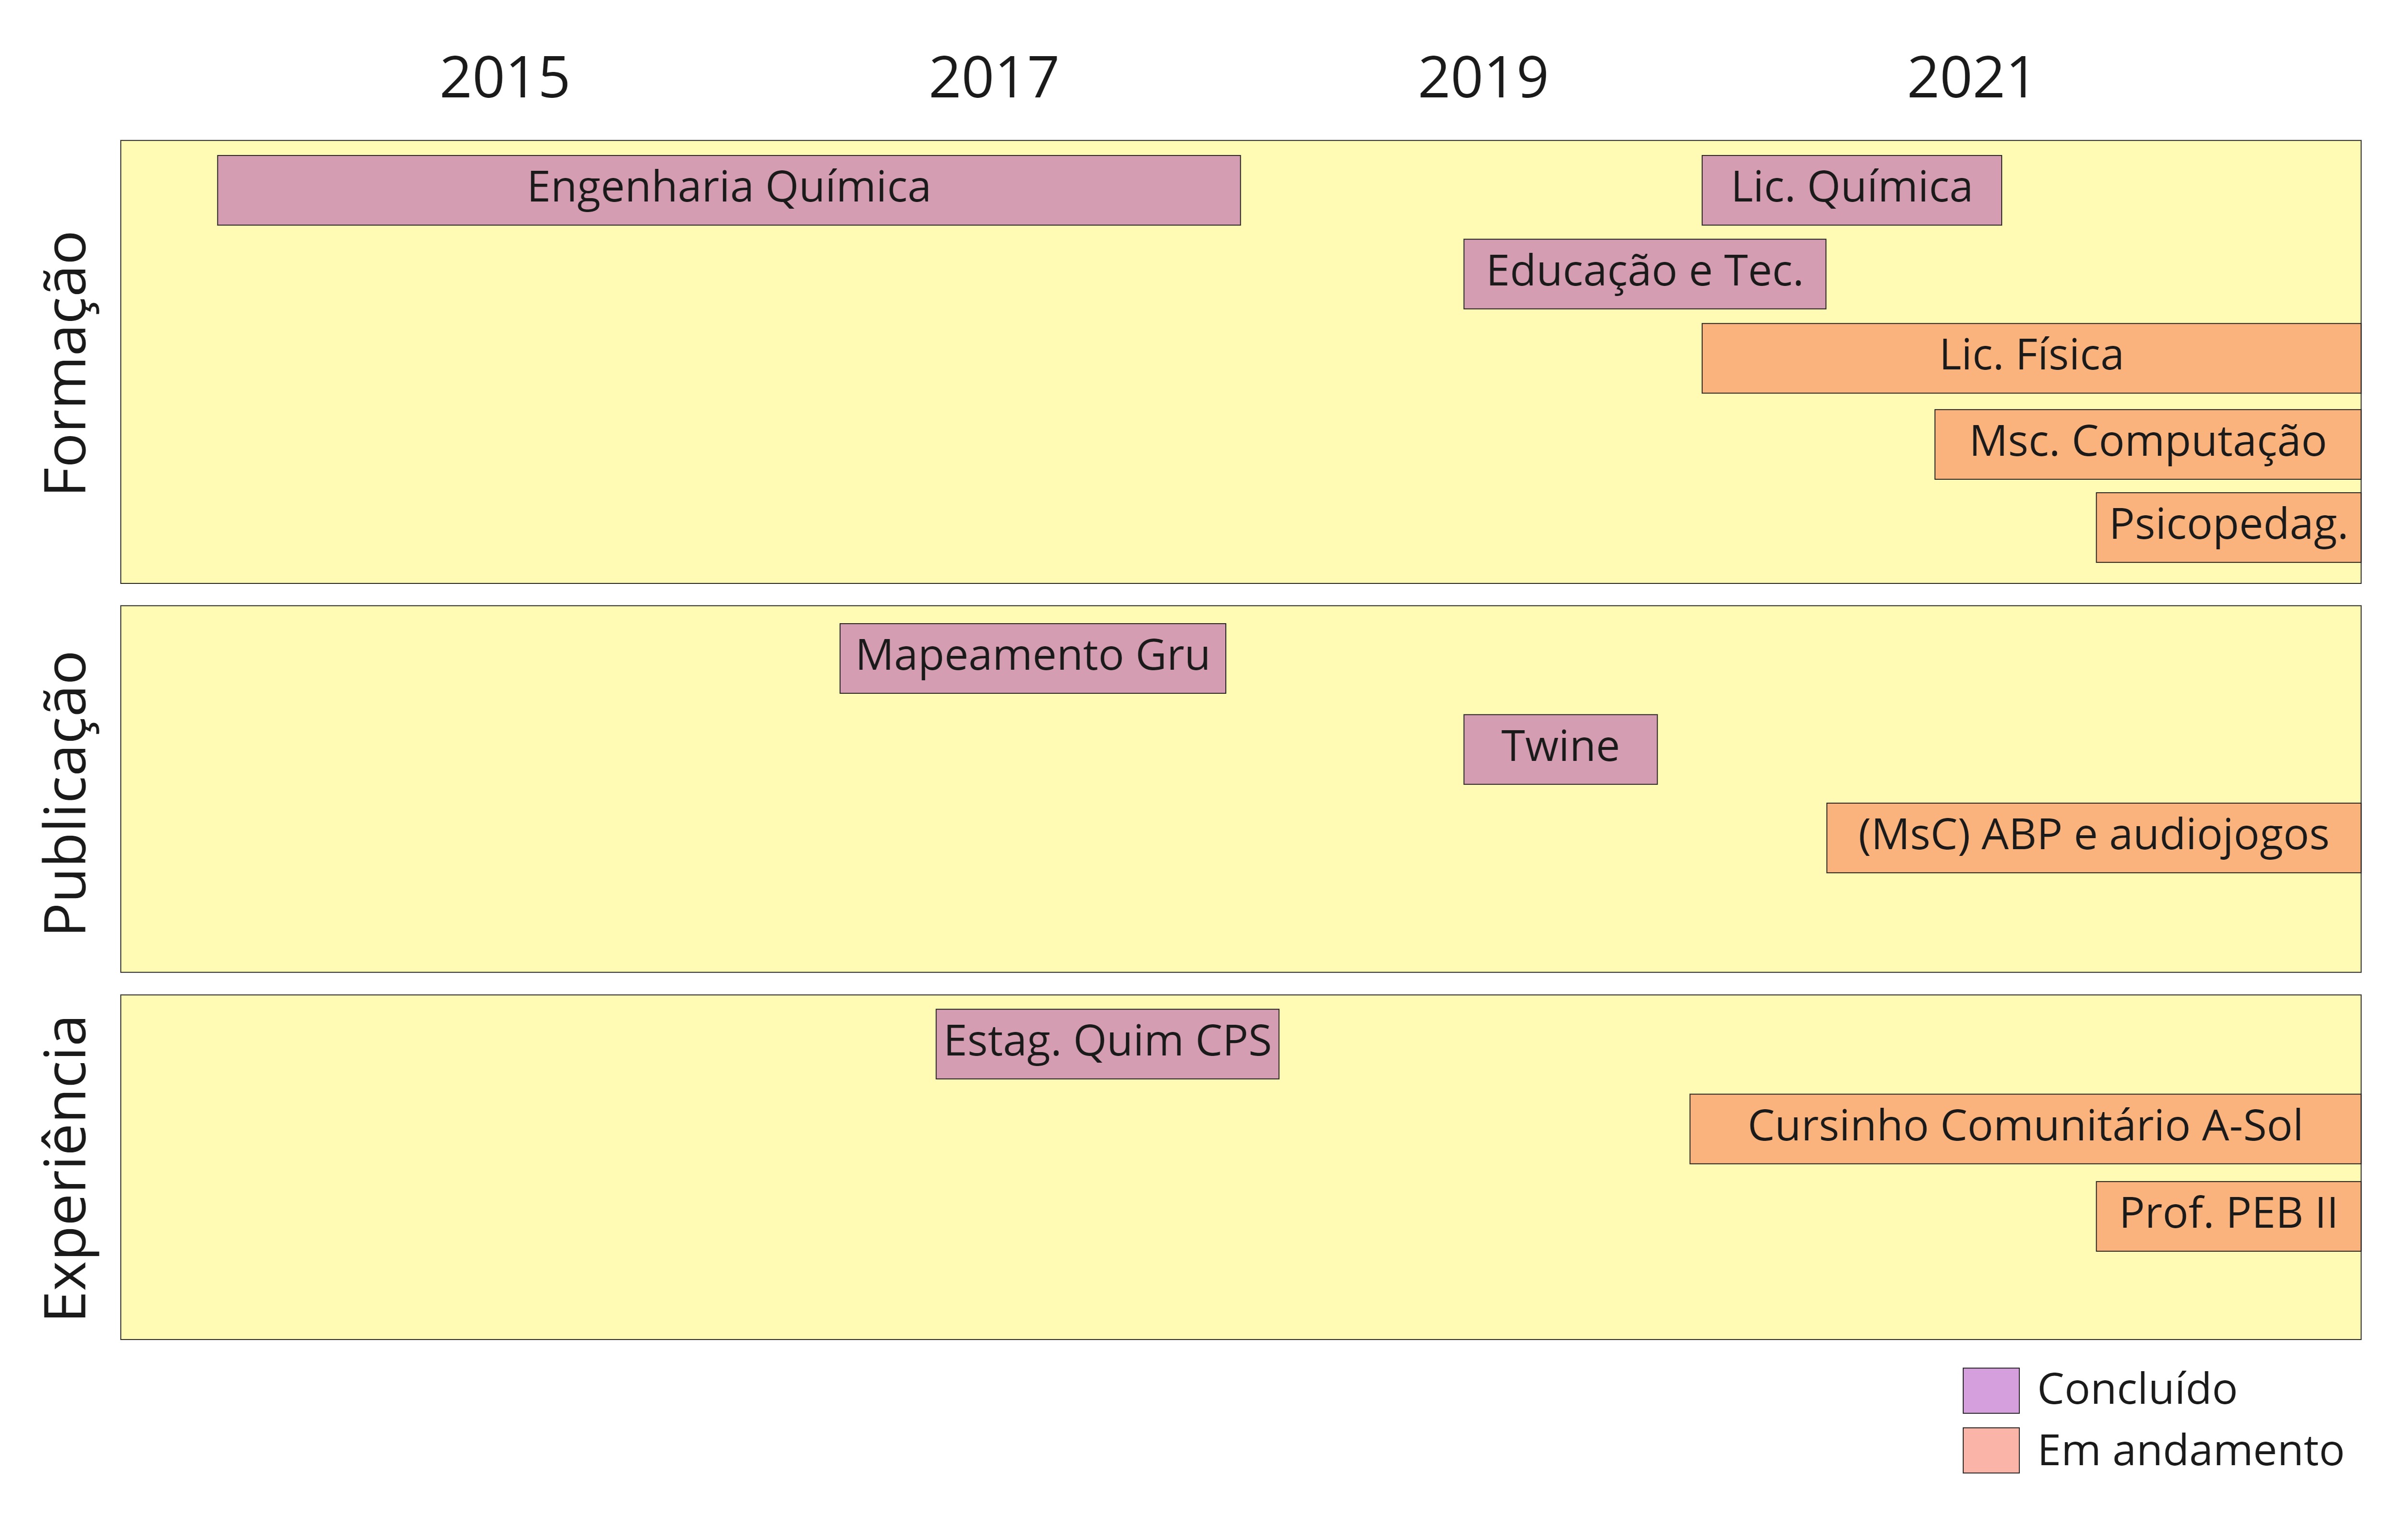 2015 2017 2019 2021
Formação
Engenharia Química
Lic. Química
Educação e Tec.
Lic. Física
Msc. Computação
Psicopedag.
Publicação
Mapeamento Gru
Twine
(MsC) ABP e audiojogos
Experiência
Estag. Quim CPS
Cursinho Comunitário A-Sol
Prof. PEB II
Concluído
Em andamento